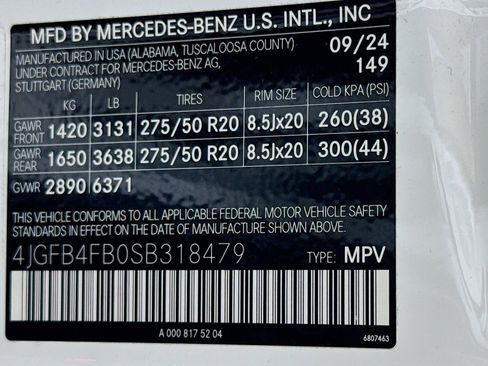 MFD BY MERCEDES-BENZ U.S. INTL., INC
MANUFACTURED IN USA (ALABAMA, TUSCALOOSA COUNTY) 09/24
UNDER CONTRACT FOR MERCEDES-BENZ AG, 149
STUTTGART (GERMANY)
KG LB TIRES RIM SIZE COLD KPA (PSI)
GAWR FRONT 1420 3131 275/50 R20 8.5Jx20 260(38)
GAWR REAR 1650 3638 275/50 R20 8.5Jx20 300(44)
GVWR 2890 6371
THIS VEHICLE CONFORMS TO ALL APPLICABLE FEDERAL MOTOR VEHICLE SAFETY
STANDARDS IN EFFECT ON THE DATE OF MANUFACTURE SHOWN ABOVE.
4JGFB4FB0SB318479 TYPE: MPV
A 000 817 52 04
6807463